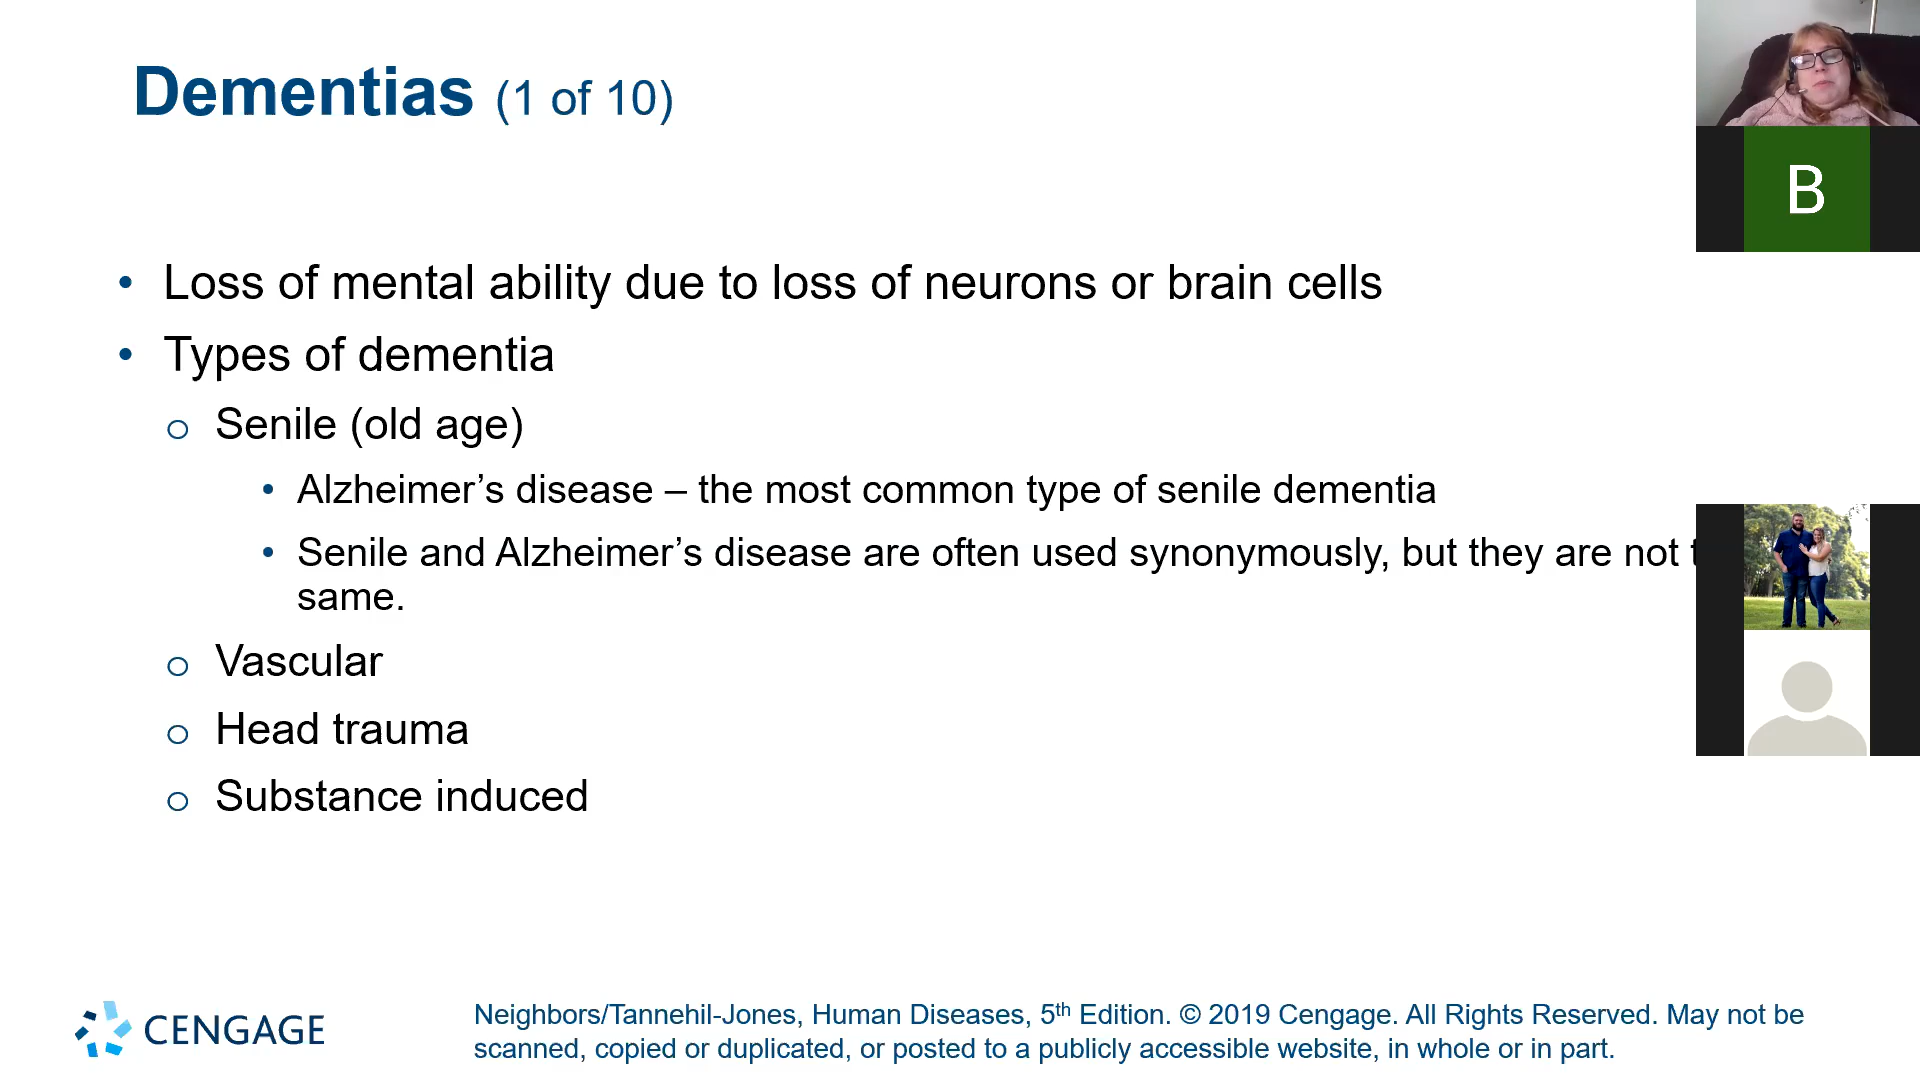 Dementias (1 of 10)
B
• Loss of mental ability due to loss of neurons or brain cells
• Types of dementia
o Senile (old age)
• Alzheimer’s disease – the most common type of senile dementia
• Senile and Alzheimer’s disease are often used synonymously, but they are not
same.
o Vascular
o Head trauma
o Substance induced
CENGAGE
Neighbors/Tannehil-Jones, Human Diseases, 5th Edition. © 2019 Cengage. All Rights Reserved. May not be
scanned, copied or duplicated, or posted to a publicly accessible website, in whole or in part.